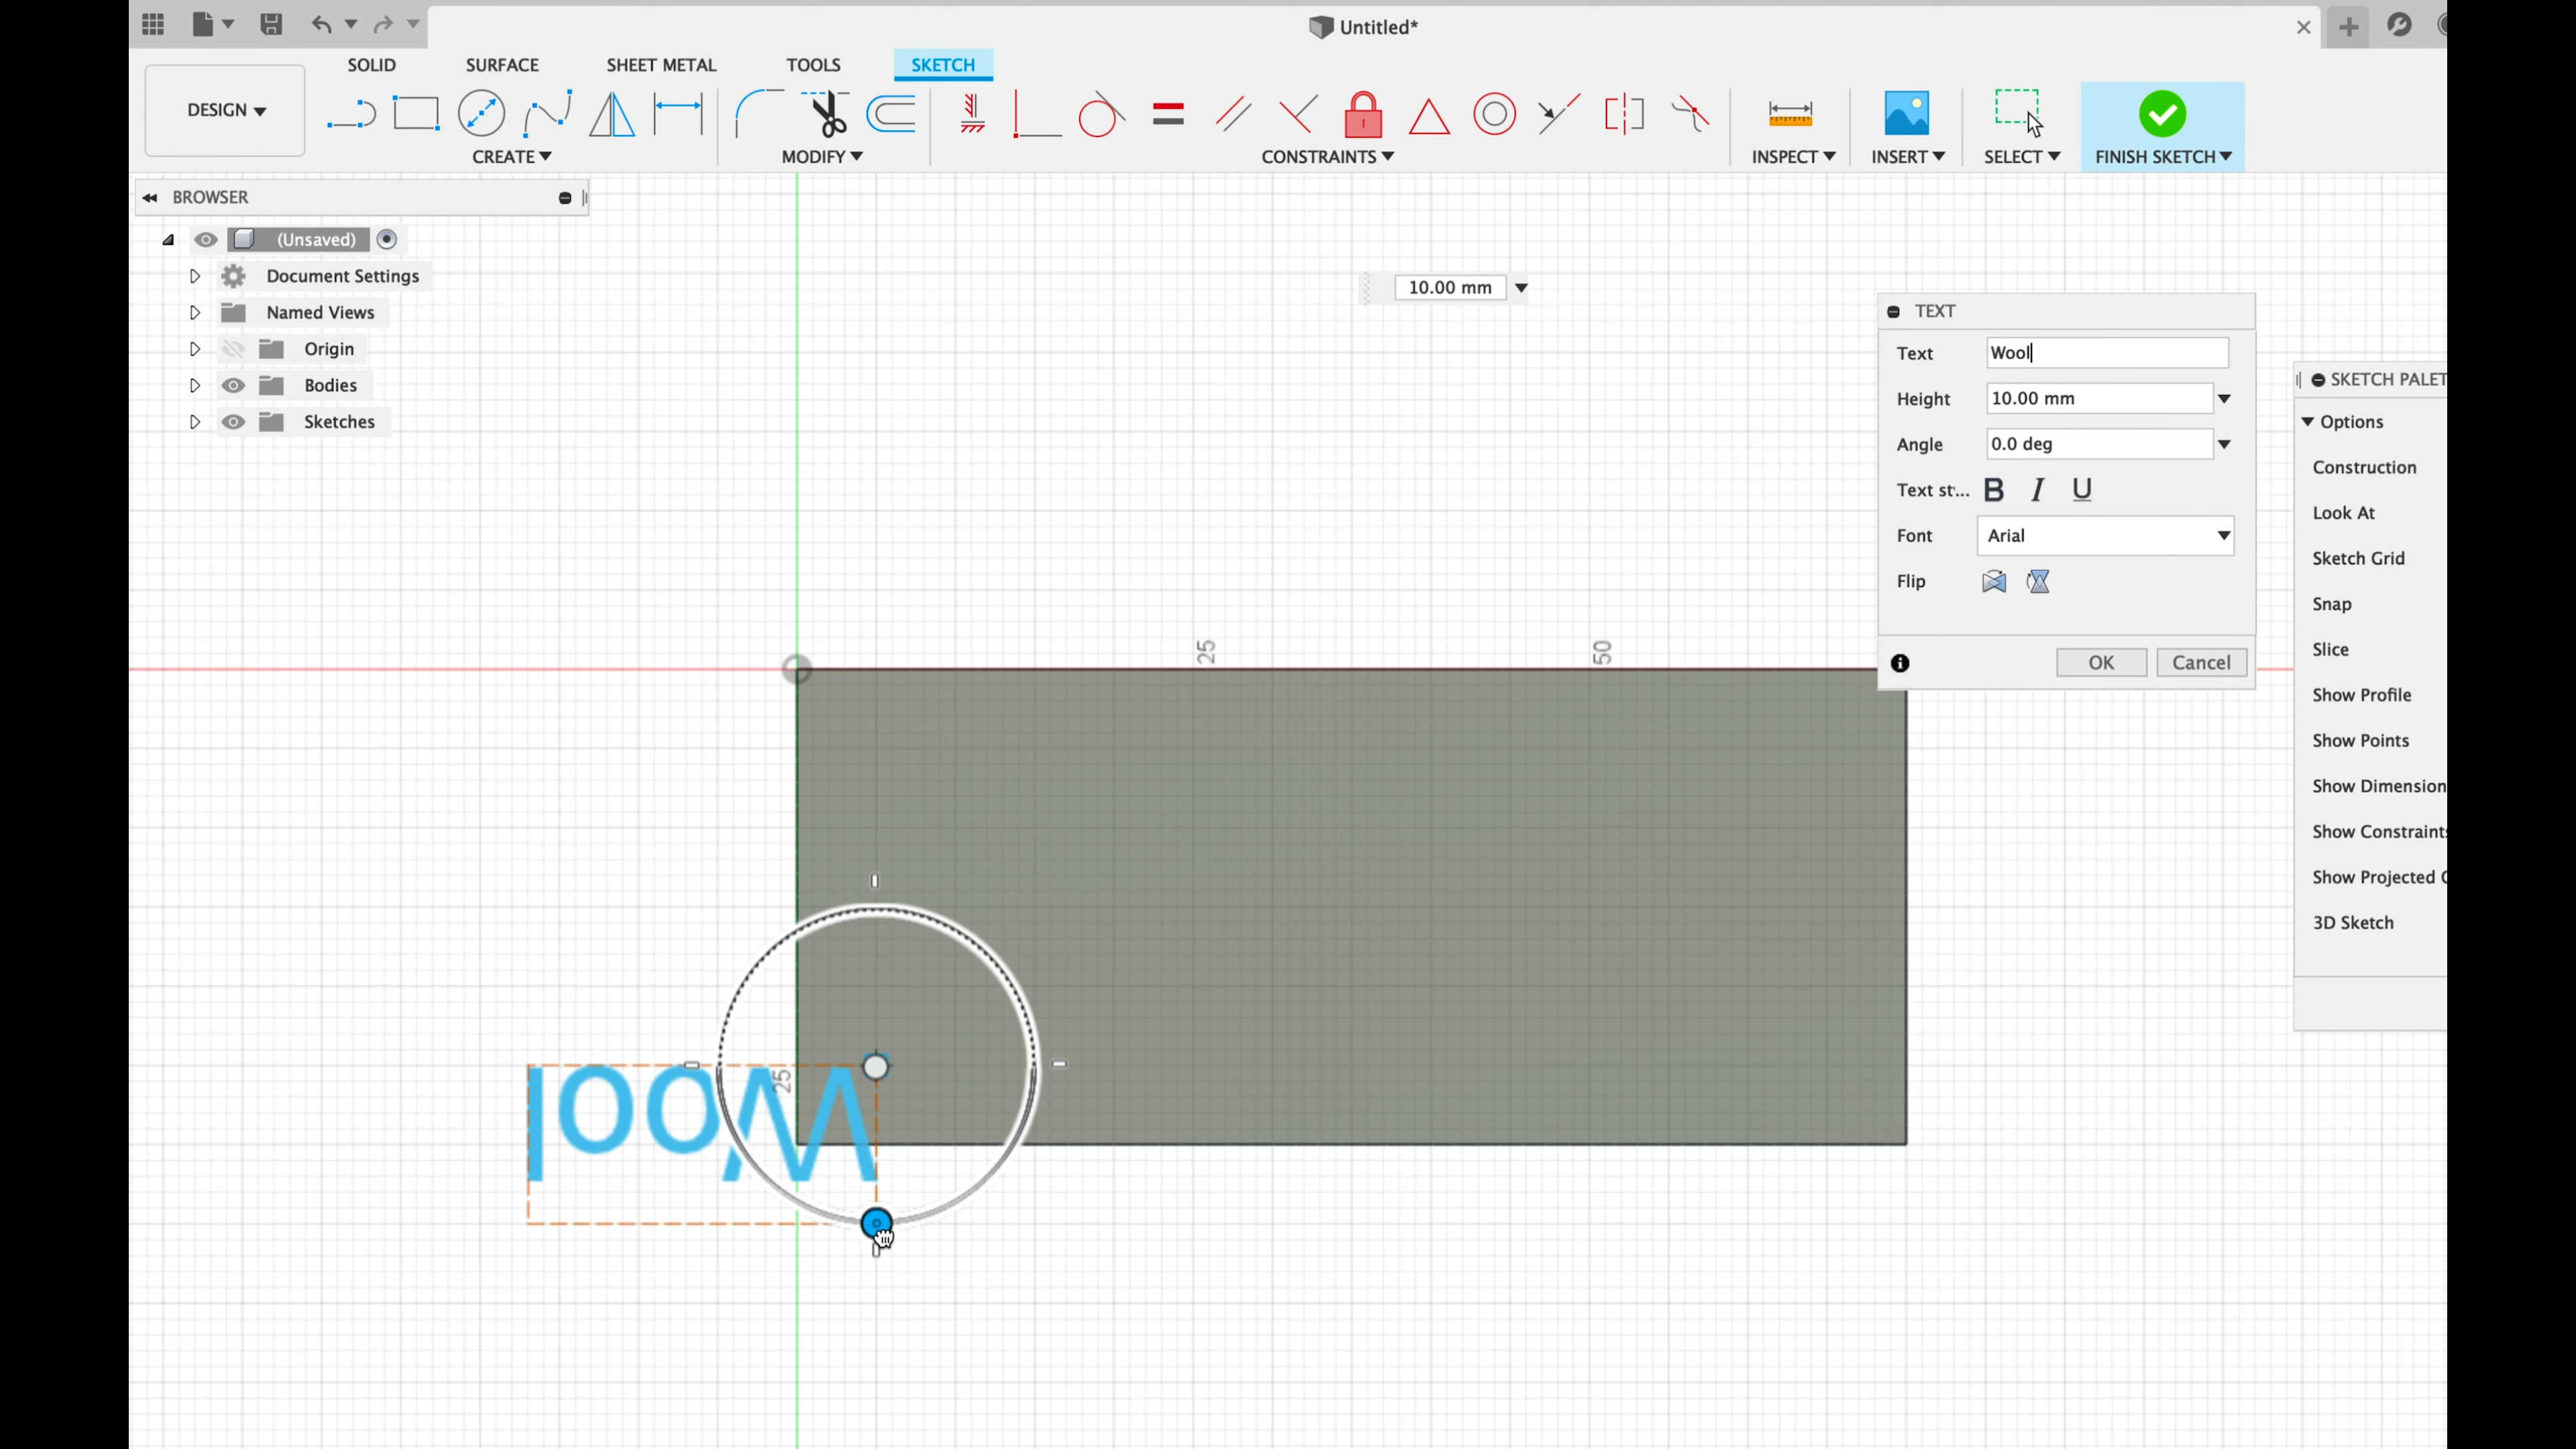 Untitled*
SOLID SURFACE SHEET METAL TOOLS SKETCH
DESIGN
CREATE MODIFY CONSTRAINTS INSPECT INSERT SELECT FINISH SKETCH
BROWSER
(Unsaved)
Document Settings
Named Views
Origin
Bodies
Sketches
10.00 mm
TEXT
Text Wool
Height 10.00 mm
Angle 0.0 deg
Text st... B I U
Font Arial
Flip
OK Cancel
SKETCH PALET
Options
Construction
Look At
Sketch Grid
Snap
Slice
Show Profile
Show Points
Show Dimension
Show Constraints
Show Projected
3D Sketch
25
50
25
Wool